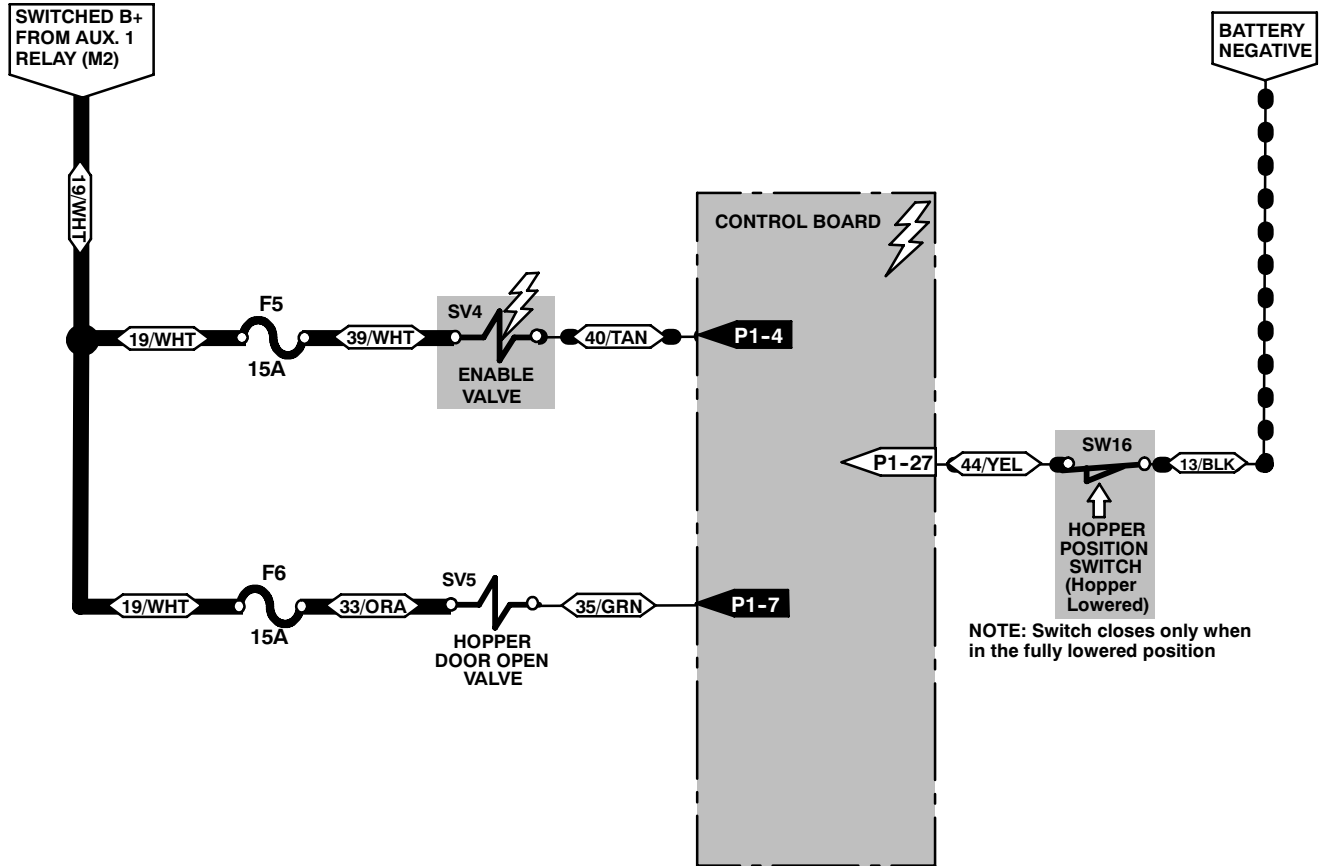 SWITCHED B+
FROM AUX. 1
RELAY (M2)
BATTERY
NEGATIVE
19/WHT
CONTROL BOARD
F5
SV4
19/WHT
39/WHT
40/TAN
P1-4
15A
ENABLE
VALVE
SW16
P1-27
44/YEL
13/BLK
HOPPER
POSITION
SWITCH
(Hopper
Lowered)
NOTE: Switch closes only when
in the fully lowered position
F6
SV5
19/WHT
33/ORA
35/GRN
P1-7
15A
HOPPER
DOOR OPEN
VALVE